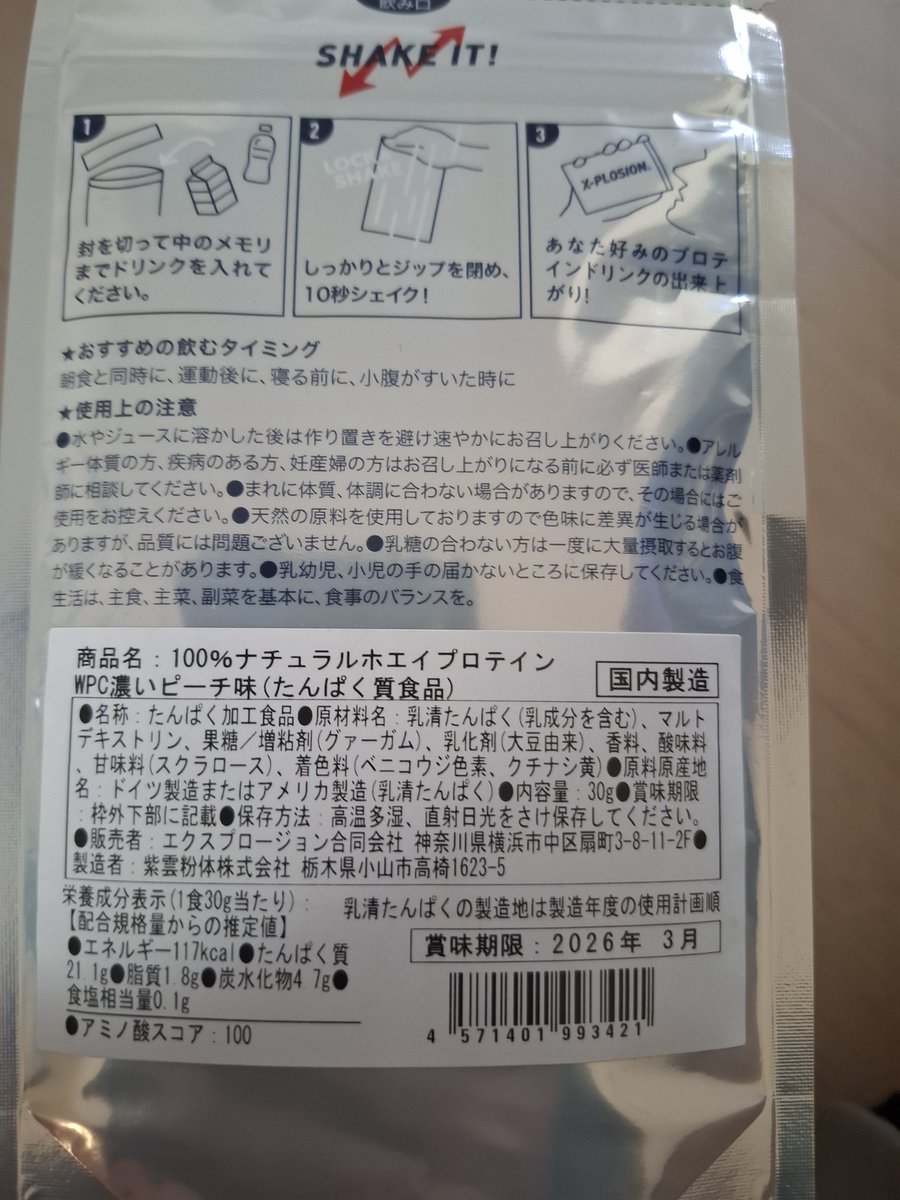 飲み口
SHAKE IT!
1
封を切って中のメモリ
までドリンクを入れて
ください。
2
LOCK &
SHAKE
しっかりとジップを閉め、
10秒シェイク!
3
X-PLOSION.
あなた好みのプロテ
インドリンクの出来上
がり!
★おすすめの飲むタイミング
朝食と同時に、運動後に、寝る前に、小腹がすいた時に
★使用上の注意
●水やジュースに溶かした後は作り置きを避け速やかにお召し上がりください。●アレル
ギー体質の方、疾病のある方、妊産婦の方はお召し上がりになる前に必ず医師または薬剤
師に相談してください。●まれに体質、体調に合わない場合がありますので、その場合にはご
使用をお控えください。●天然の原料を使用しておりますので色味に差異が生じる場合が
ありますが、品質には問題ございません。●乳糖の合わない方は一度に大量摂取するとお腹
が緩くなることがあります。●乳幼児、小児の手の届かないところに保存してください。●食
生活は、主食、主菜、副菜を基本に、食事のバランスを。
商品名：100%ナチュラルホエイプロテイン
WPC濃いピーチ味(たんぱく質食品)
国内製造
●名称：たんぱく加工食品●原材料名：乳清たんぱく(乳成分を含む)、マルト
デキストリン、果糖／増粘剤(グァーガム)、乳化剤(大豆由来)、香料、酸味料
、甘味料(スクラロース)、着色料(ベニコウジ色素、クチナシ黄)●原料原産地
名：ドイツ製造またはアメリカ製造(乳清たんぱく)●内容量：30g●賞味期限
：枠外下部に記載●保存方法：高温多湿、直射日光をさけ保存してください。
●販売者：エクスプロージョン合同会社 神奈川県横浜市中区扇町3-8-11-2F●
製造者：紫雲粉体株式会社 栃木県小山市高椅1623-5
栄養成分表示(1食30g当たり)：
【配合規格量からの推定値】
●エネルギー117kcal●たんぱく質
21.1g●脂質1.8g●炭水化物4.7g●
食塩相当量0.1g
●アミノ酸スコア：100
乳清たんぱくの製造地は製造年度の使用計画順
賞味期限：2026年 3月
4 571401 993421